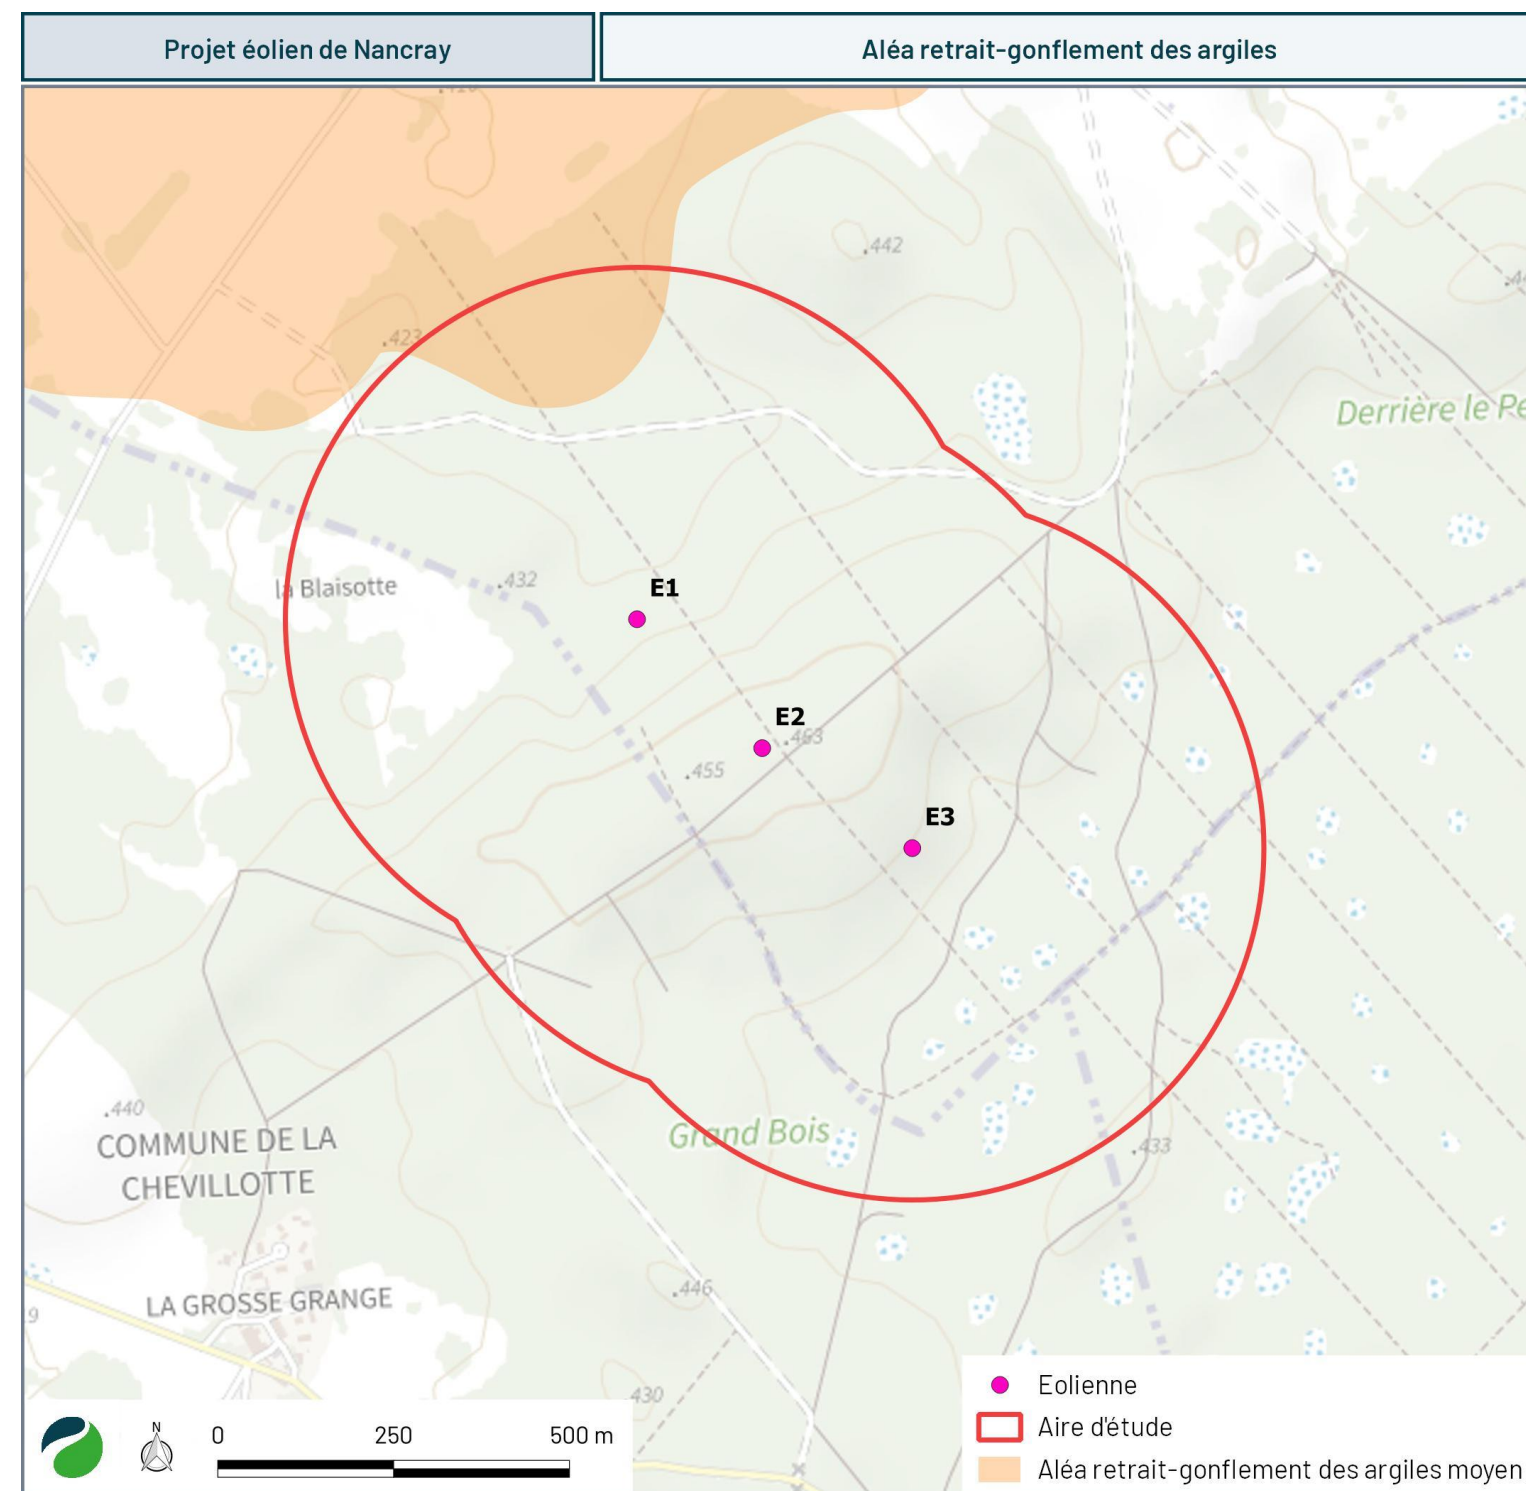 Projet éolien de Nancray
Aléa retrait-gonflement des argiles
.442
.423
Derrière le Pe
la Blaisotte
.432
E1
E2
.463
.455
E3
.440
COMMUNE DE LA
CHEVILLOTTE
Grand Bois
.433
LA GROSSE GRANGE
.446
9
.430
N
0 250 500 m
Eolienne
Aire d'étude
Aléa retrait-gonflement des argiles moyen